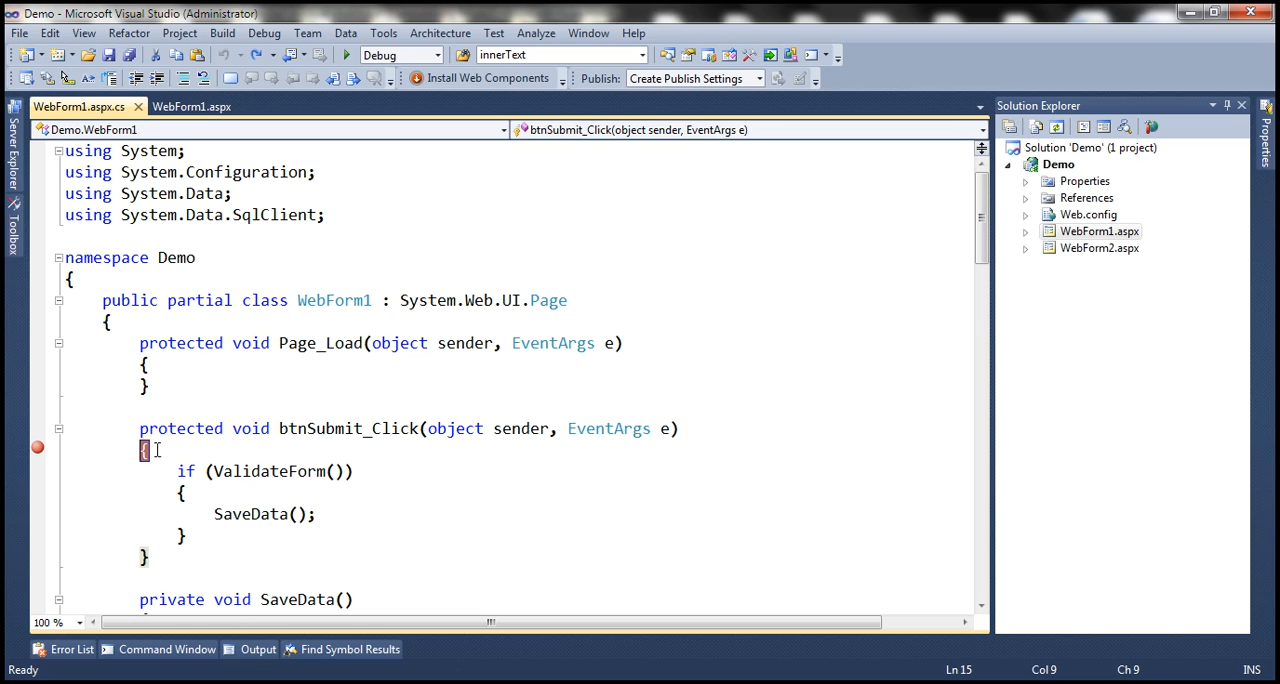 Demo - Microsoft Visual Studio (Administrator)
File Edit View Refactor Project Build Debug Team Data Tools Architecture Test Analyze Window Help
Debug innerText
Install Web Components Publish: Create Publish Settings
WebForm1.aspx.cs WebForm1.aspx
Demo.WebForm1 btnSubmit_Click(object sender, EventArgs e)
using System;
using System.Configuration;
using System.Data;
using System.Data.SqlClient;
namespace Demo
{
public partial class WebForm1 : System.Web.UI.Page
{
protected void Page_Load(object sender, EventArgs e)
{
}
protected void btnSubmit_Click(object sender, EventArgs e)
{
if (ValidateForm())
{
SaveData();
}
}
private void SaveData()
100 %
Server Explorer
Toolbox
Solution Explorer
Solution 'Demo' (1 project)
Demo
Properties
References
Web.config
WebForm1.aspx
WebForm2.aspx
Properties
Error List Command Window Output Find Symbol Results
Ready Ln 15 Col 9 Ch 9 INS